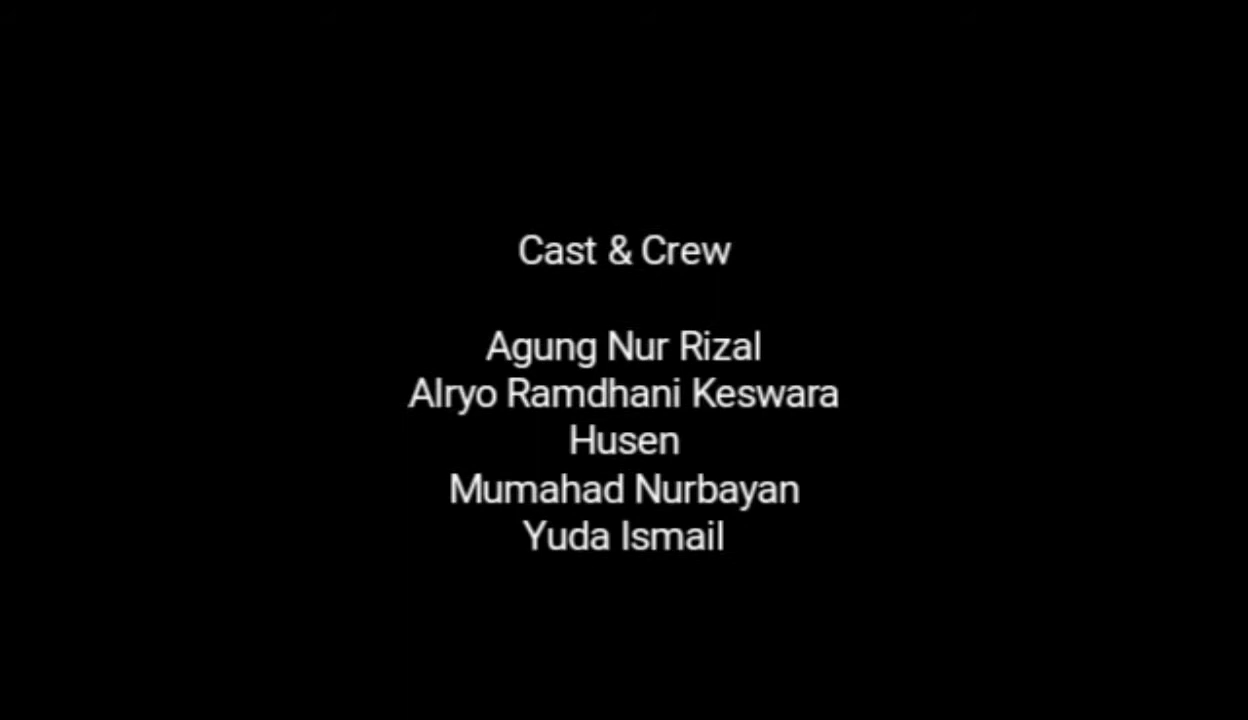 Cast & Crew
Agung Nur Rizal
Alryo Ramdhani Keswara
Husen
Mumahad Nurbayan
Yuda Ismail